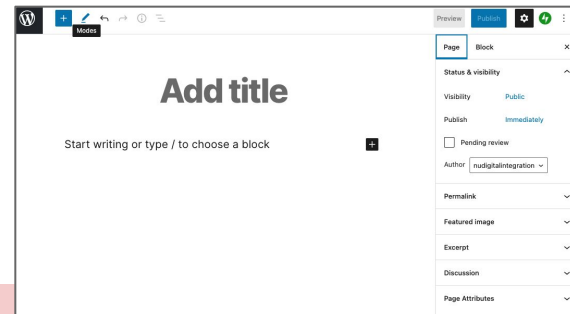 Preview
Publish
Modes
Page Block
Add title
Start writing or type / to choose a block
Status & visibility
Visibility Public
Publish Immediately
Pending review
Author nudigitalintegration
Permalink
Featured image
Excerpt
Discussion
Page Attributes